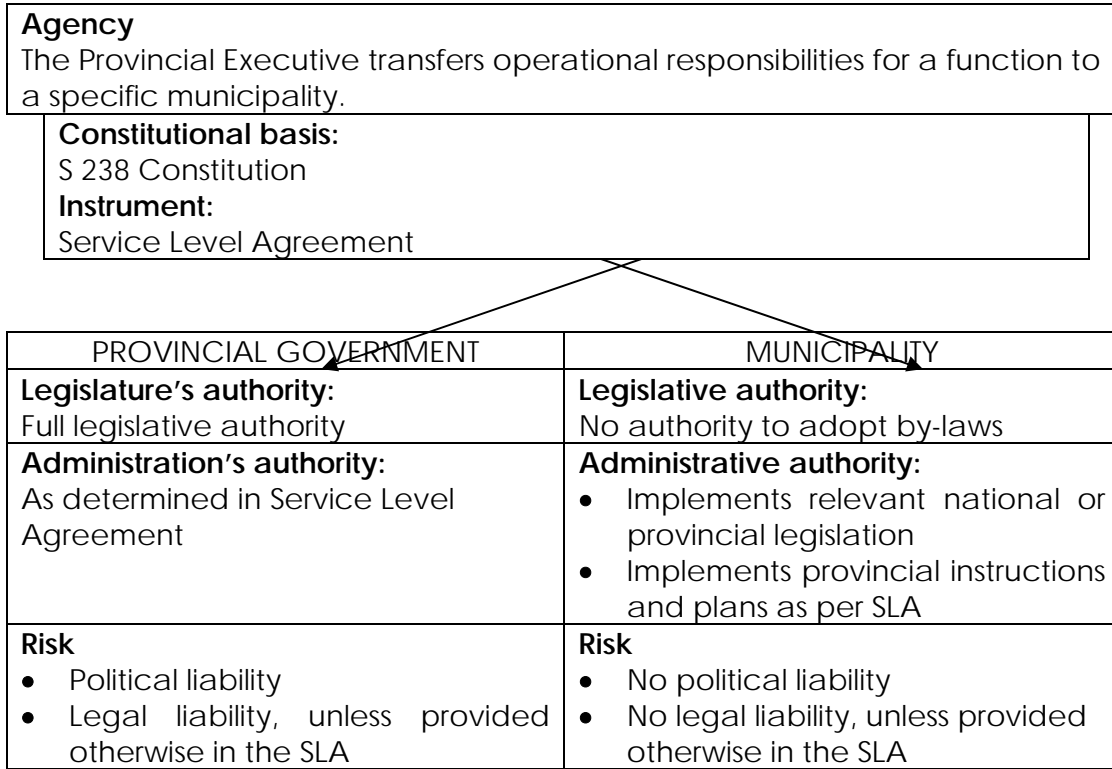 Agency
The Provincial Executive transfers operational responsibilities for a function to
a specific municipality.
Constitutional basis:
S 238 Constitution
Instrument:
Service Level Agreement
PROVINCIAL GOVERNMENT
MUNICIPALITY
Legislature's authority:
Full legislative authority
Legislative authority:
No authority to adopt by-laws
Administration's authority:
As determined in Service Level
Agreement
Administrative authority:
• Implements relevant national or
provincial legislation
• Implements provincial instructions
and plans as per SLA
Risk
• Political liability
• Legal liability, unless provided
otherwise in the SLA
Risk
• No political liability
• No legal liability, unless provided
otherwise in the SLA